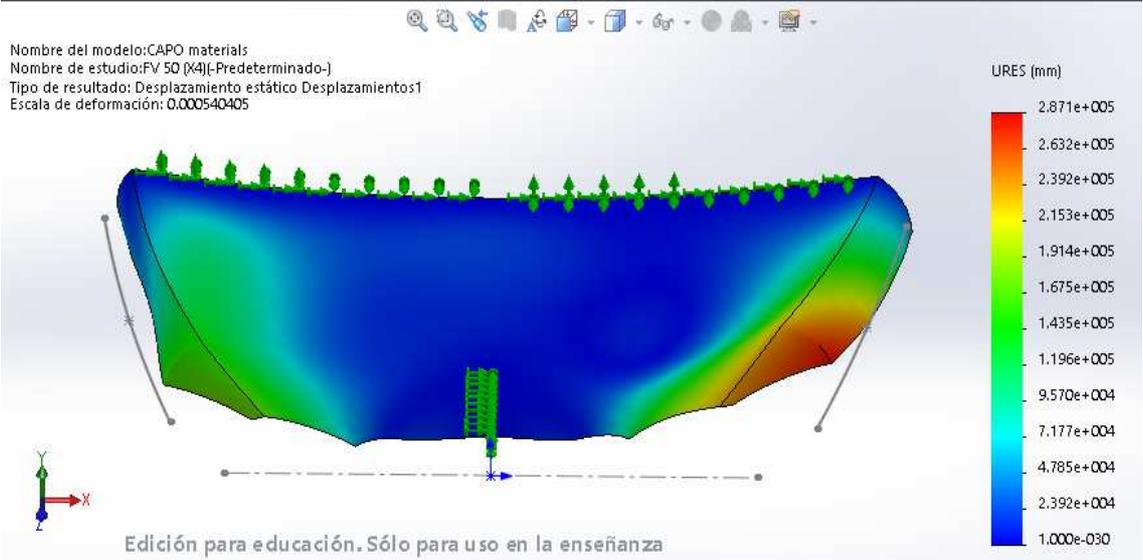 Nombre del modelo:CAPO materials
Nombre de estudio:FV 50 (X4)(-Predeterminado-)
Tipo de resultado: Desplazamiento estático Desplazamientos1
Escala de deformación: 0.000540405
URES (mm)
2.871e+005
2.632e+005
2.392e+005
2.153e+005
1.914e+005
1.675e+005
1.435e+005
1.196e+005
9.570e+004
7.177e+004
4.785e+004
2.392e+004
1.000e-030
Y
X
Z
Edición para educación. Sólo para uso en la enseñanza